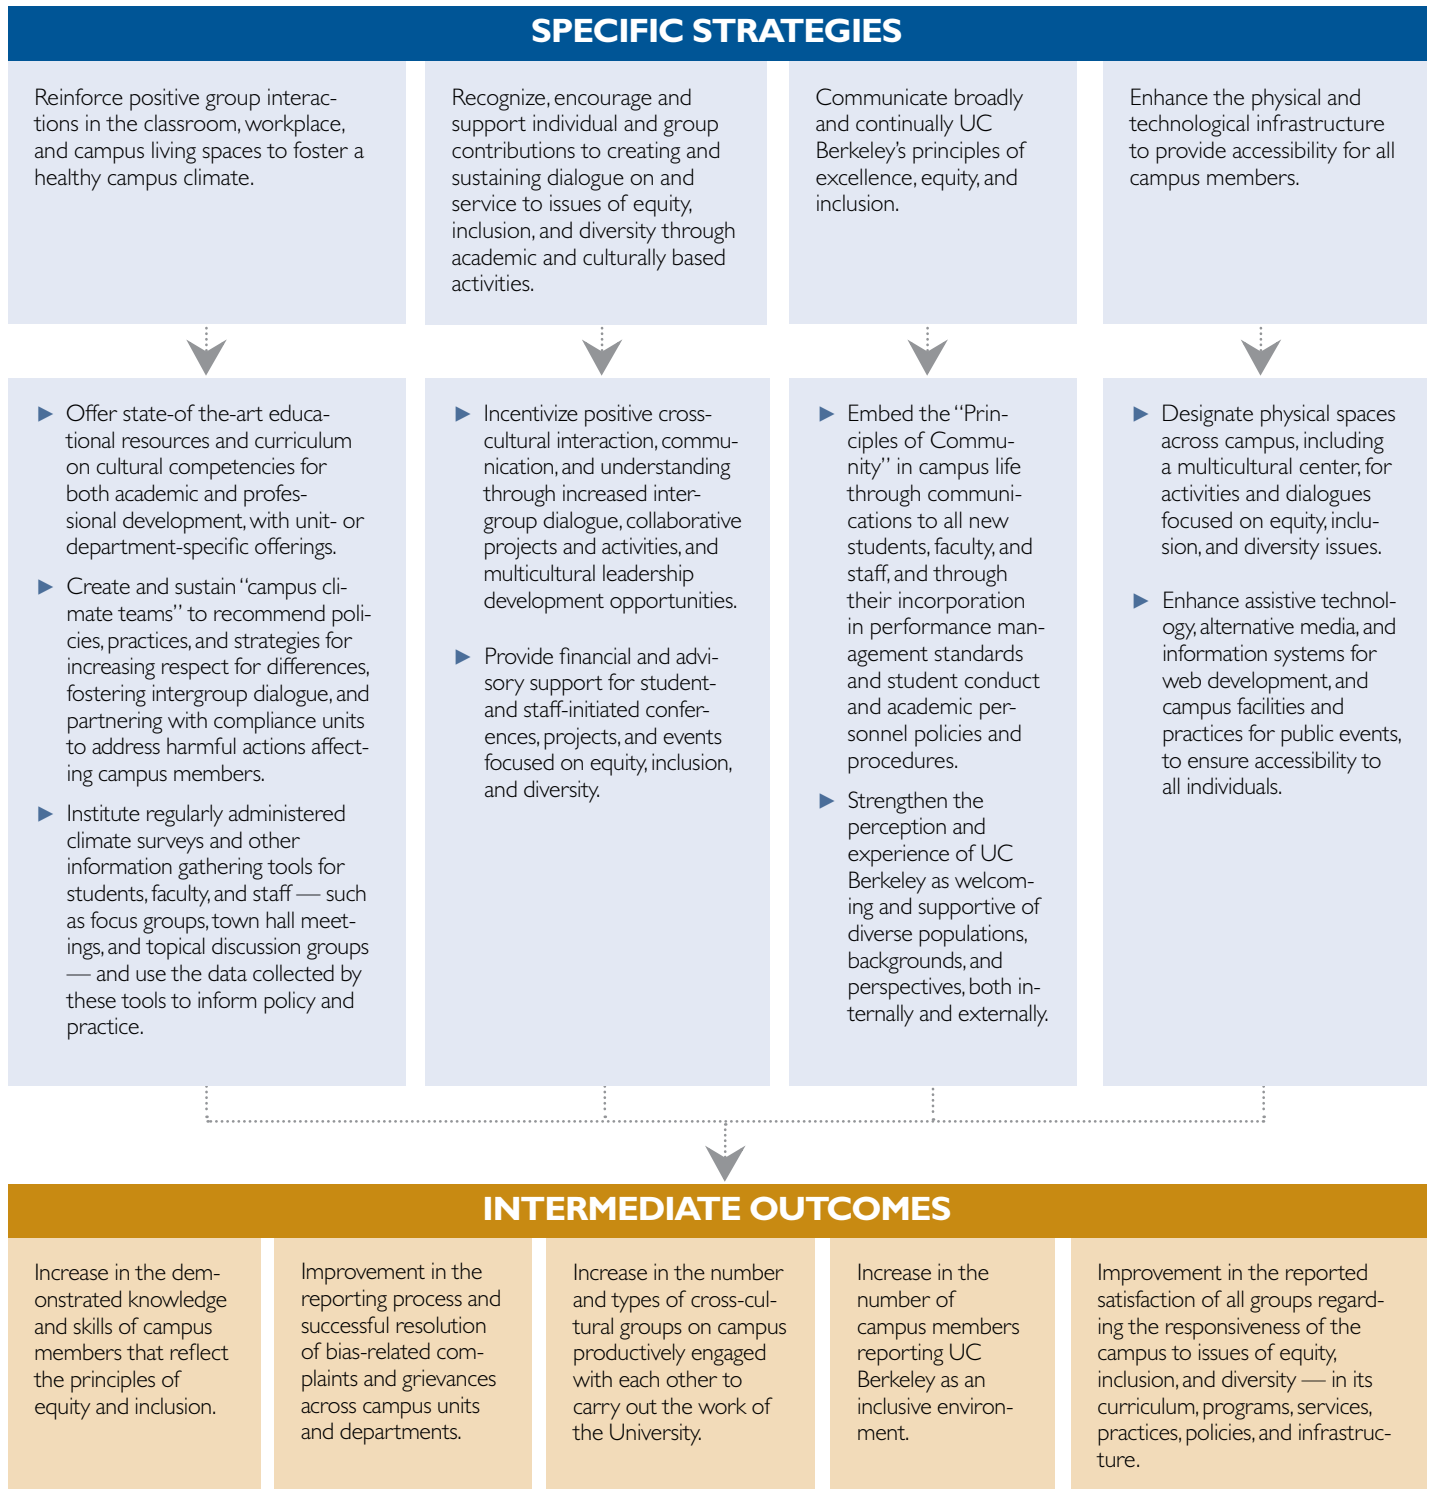 SPECIFIC STRATEGIES
Reinforce positive group interac-
tions in the classroom, workplace,
and campus living spaces to foster a
healthy campus climate.
Recognize, encourage and
support individual and group
contributions to creating and
sustaining dialogue on and
service to issues of equity,
inclusion, and diversity through
academic and culturally based
activities.
Communicate broadly
and continually UC
Berkeley’s principles of
excellence, equity, and
inclusion.
Enhance the physical and
technological infrastructure
to provide accessibility for all
campus members.
► Offer state-of the-art educa-
tional resources and curriculum
on cultural competencies for
both academic and profes-
sional development, with unit- or
department-specific offerings.
► Create and sustain “campus cli-
mate teams” to recommend poli-
cies, practices, and strategies for
increasing respect for differences,
fostering intergroup dialogue, and
partnering with compliance units
to address harmful actions affect-
ing campus members.
► Institute regularly administered
climate surveys and other
information gathering tools for
students, faculty, and staff — such
as focus groups, town hall meet-
ings, and topical discussion groups
— and use the data collected by
these tools to inform policy and
practice.
► Incentivize positive cross-
cultural interaction, commu-
nication, and understanding
through increased inter-
group dialogue, collaborative
projects and activities, and
multicultural leadership
development opportunities.
► Provide financial and advi-
sory support for student-
and staff-initiated confer-
ences, projects, and events
focused on equity, inclusion,
and diversity.
► Embed the “Prin-
ciples of Commu-
nity” in campus life
through communi-
cations to all new
students, faculty, and
staff, and through
their incorporation
in performance man-
agement standards
and student conduct
and academic per-
sonnel policies and
procedures.
► Strengthen the
perception and
experience of UC
Berkeley as welcom-
ing and supportive of
diverse populations,
backgrounds, and
perspectives, both in-
ternally and externally.
► Designate physical spaces
across campus, including
a multicultural center, for
activities and dialogues
focused on equity, inclu-
sion, and diversity issues.
► Enhance assistive technol-
ogy, alternative media, and
information systems for
web development, and
campus facilities and
practices for public events,
to ensure accessibility to
all individuals.
INTERMEDIATE OUTCOMES
Increase in the dem-
onstrated knowledge
and skills of campus
members that reflect
the principles of
equity and inclusion.
Improvement in the
reporting process and
successful resolution
of bias-related com-
plaints and grievances
across campus units
and departments.
Increase in the number
and types of cross-cul-
tural groups on campus
productively engaged
with each other to
carry out the work of
the University.
Increase in the
number of
campus members
reporting UC
Berkeley as an
inclusive environ-
ment.
Improvement in the reported
satisfaction of all groups regard-
ing the responsiveness of the
campus to issues of equity,
inclusion, and diversity — in its
curriculum, programs, services,
practices, policies, and infrastruc-
ture.